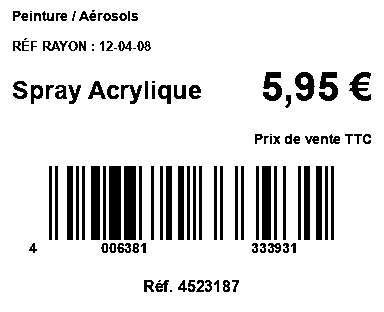 Peinture / Aérosols
RÉF RAYON : 12-04-08
Spray Acrylique 5,95 €
Prix de vente TTC
4 006381 333931
Réf. 4523187